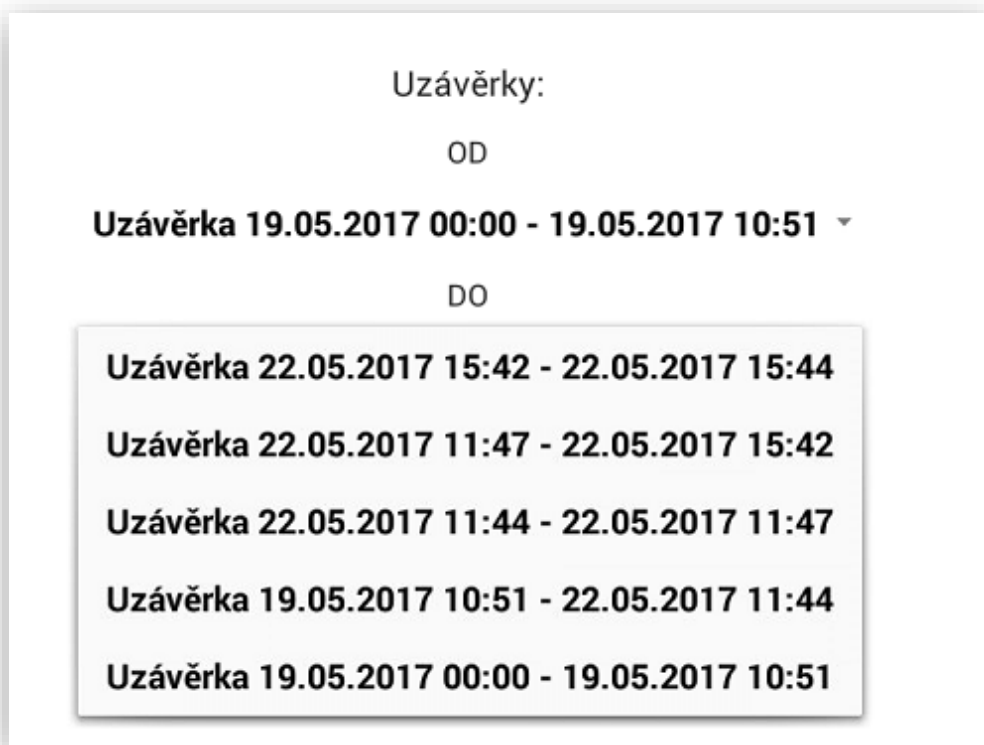 Uzávěrky:
OD
Uzávěrka 19.05.2017 00:00 - 19.05.2017 10:51
DO
Uzávěrka 22.05.2017 15:42 - 22.05.2017 15:44
Uzávěrka 22.05.2017 11:47 - 22.05.2017 15:42
Uzávěrka 22.05.2017 11:44 - 22.05.2017 11:47
Uzávěrka 19.05.2017 10:51 - 22.05.2017 11:44
Uzávěrka 19.05.2017 00:00 - 19.05.2017 10:51